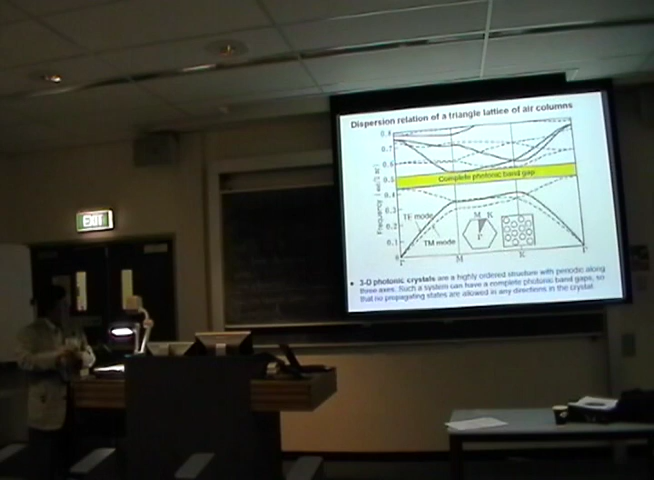 Dispersion relation of a triangle lattice of air columns
0.8
0.7
0.6
0.5
0.4
0.3
0.2
0.1
0
Complete photonic band gap
TE mode
TM mode
M K
Γ
Γ
M
K
Γ
• 3-D photonic crystals are a highly ordered structure with periodic along
three axes. Such a system can have a complete photonic band gaps, so
that no propagating states are allowed in any directions in the crystal.
EXIT